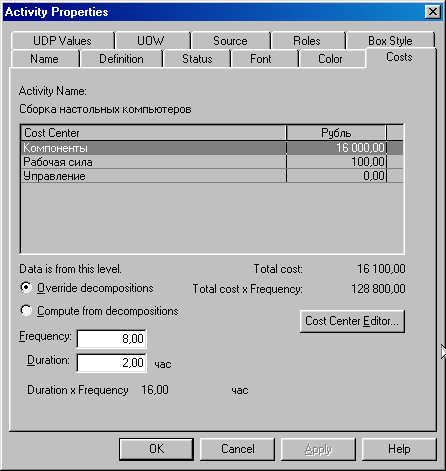 Activity Properties
UDP Values UOW Source Roles Box Style
Name Definition Status Font Color Costs
Activity Name:
Сборка настольных компьютеров
Cost Center Рубль
Компоненты 16 000,00
Рабочая сила 100,00
Управление 0,00
Data is from this level. Total cost: 16 100,00
Override decompositions Total cost x Frequency: 128 800,00
Compute from decompositions
Cost Center Editor...
Frequency: 8,00
Duration: 2,00 час
Duration x Frequency 16,00 час
OK Cancel Apply Help